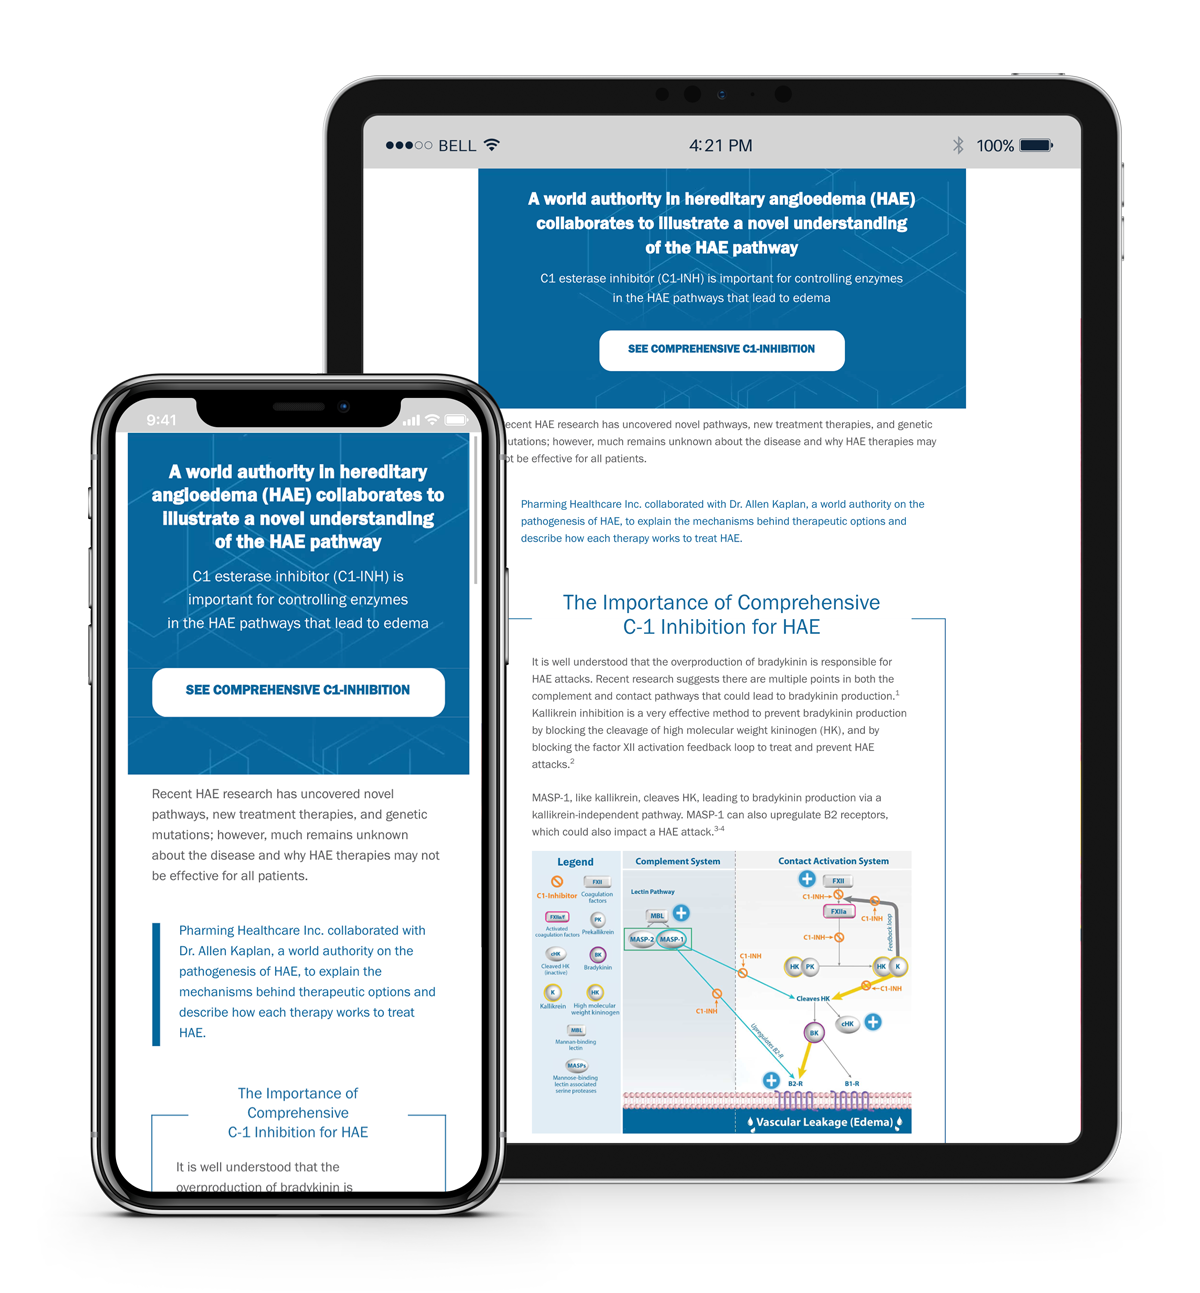 BELL
4:21 PM
100%
A world authority in hereditary angioedema (HAE)
collaborates to illustrate a novel understanding
of the HAE pathway
C1 esterase inhibitor (C1-INH) is important for controlling enzymes
in the HAE pathways that lead to edema
SEE COMPREHENSIVE C1-INHIBITION
HAE research has uncovered novel pathways, new treatment therapies, and genetic
however, much remains unknown about the disease and why HAE therapies may
be effective for all patients.
Pharming Healthcare Inc. collaborated with Dr. Allen Kaplan, a world authority on the
pathogenesis of HAE, to explain the mechanisms behind therapeutic options and
describe how each therapy works to treat HAE.
The Importance of Comprehensive
C-1 Inhibition for HAE
It is well understood that the overproduction of bradykinin is responsible for
HAE attacks. Recent research suggests there are multiple points in both the
complement and contact pathways that could lead to bradykinin production.1
Kallikrein inhibition is a very effective method to prevent bradykinin production
by blocking the cleavage of high molecular weight kininogen (HK), and by
blocking the factor XII activation feedback loop to treat and prevent HAE
attacks.2
MASP-1, like kallikrein, cleaves HK, leading to bradykinin production via a
kallikrein-independent pathway. MASP-1 can also upregulate B2 receptors,
which could also impact a HAE attack.3-4
Legend
C1-Inhibitor
FXII
Coagulation
factors
FXIIa/f
Activated
coagulation factors
PK
Prekallikrein
cHK
Cleaved HK
(inactive)
BK
Bradykinin
K
Kallikrein
HK
High molecular
weight kininogen
MBL
Mannan-binding
lectin
MASPs
Mannose-binding
lectin associated
serine proteases
Complement System
Lectin Pathway
MBL
MASP-2
MASP-1
C1-INH
C1-INH
Upregulates B2-R
Contact Activation System
FXII
C1-INH
FXIIa
C1-INH
C1-INH
Feedback loop
HK
PK
HK
K
C1-INH
Cleaves HK
BK
cHK
B2-R
B1-R
Vascular Leakage (Edema)
9:41
A world authority in hereditary
angioedema (HAE) collaborates to
illustrate a novel understanding
of the HAE pathway
C1 esterase inhibitor (C1-INH) is
important for controlling enzymes
in the HAE pathways that lead to edema
SEE COMPREHENSIVE C1-INHIBITION
Recent HAE research has uncovered novel
pathways, new treatment therapies, and genetic
mutations; however, much remains unknown
about the disease and why HAE therapies may not
be effective for all patients.
Pharming Healthcare Inc. collaborated with
Dr. Allen Kaplan, a world authority on the
pathogenesis of HAE, to explain the
mechanisms behind therapeutic options and
describe how each therapy works to treat
HAE.
The Importance of
Comprehensive
C-1 Inhibition for HAE
It is well understood that the
overproduction of bradykinin is